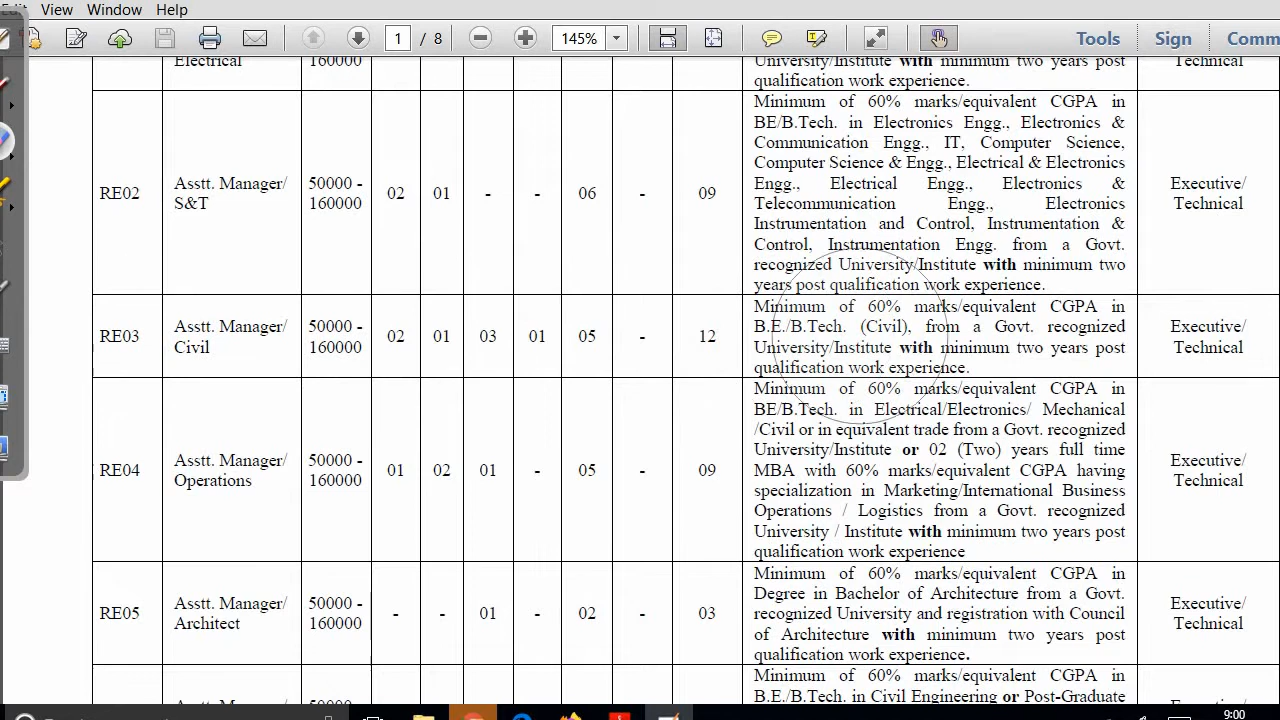 Edit View Window Help
1 / 8 145% Tools Sign Comm
Electrical 160000 University/Institute with minimum two years post Technical
qualification work experience.
Minimum of 60% marks/equivalent CGPA in
BE/B.Tech. in Electronics Engg., Electronics &
Communication Engg., IT, Computer Science,
Computer Science & Engg., Electrical & Electronics
RE02 Asstt. Manager/ 50000 - 02 01 - - 06 - 09 Engg., Electrical Engg., Electronics & Executive/
S&T 160000 Telecommunication Engg., Electronics Technical
Instrumentation and Control, Instrumentation &
Control, Instrumentation Engg. from a Govt.
recognized University/Institute with minimum two
years post qualification work experience.
Minimum of 60% marks/equivalent CGPA in
RE03 Asstt. Manager/ 50000 - 02 01 03 01 05 - 12 B.E./B.Tech. (Civil), from a Govt. recognized Executive/
Civil 160000 University/Institute with minimum two years post Technical
qualification work experience.
Minimum of 60% marks/equivalent CGPA in
BE/B.Tech. in Electrical/Electronics/ Mechanical
/Civil or in equivalent trade from a Govt. recognized
University/Institute or 02 (Two) years full time
RE04 Asstt. Manager/ 50000 - 01 02 01 - 05 - 09 MBA with 60% marks/equivalent CGPA having Executive/
Operations 160000 specialization in Marketing/International Business Technical
Operations / Logistics from a Govt. recognized
University / Institute with minimum two years post
qualification work experience
Minimum of 60% marks/equivalent CGPA in
Degree in Bachelor of Architecture from a Govt.
RE05 Asstt. Manager/ 50000 - - - 01 - 02 - 03 recognized University and registration with Council Executive/
Architect 160000 of Architecture with minimum two years post Technical
qualification work experience.
Minimum of 60% marks/equivalent CGPA in
B.E./B.Tech. in Civil Engineering or Post-Graduate
9:00